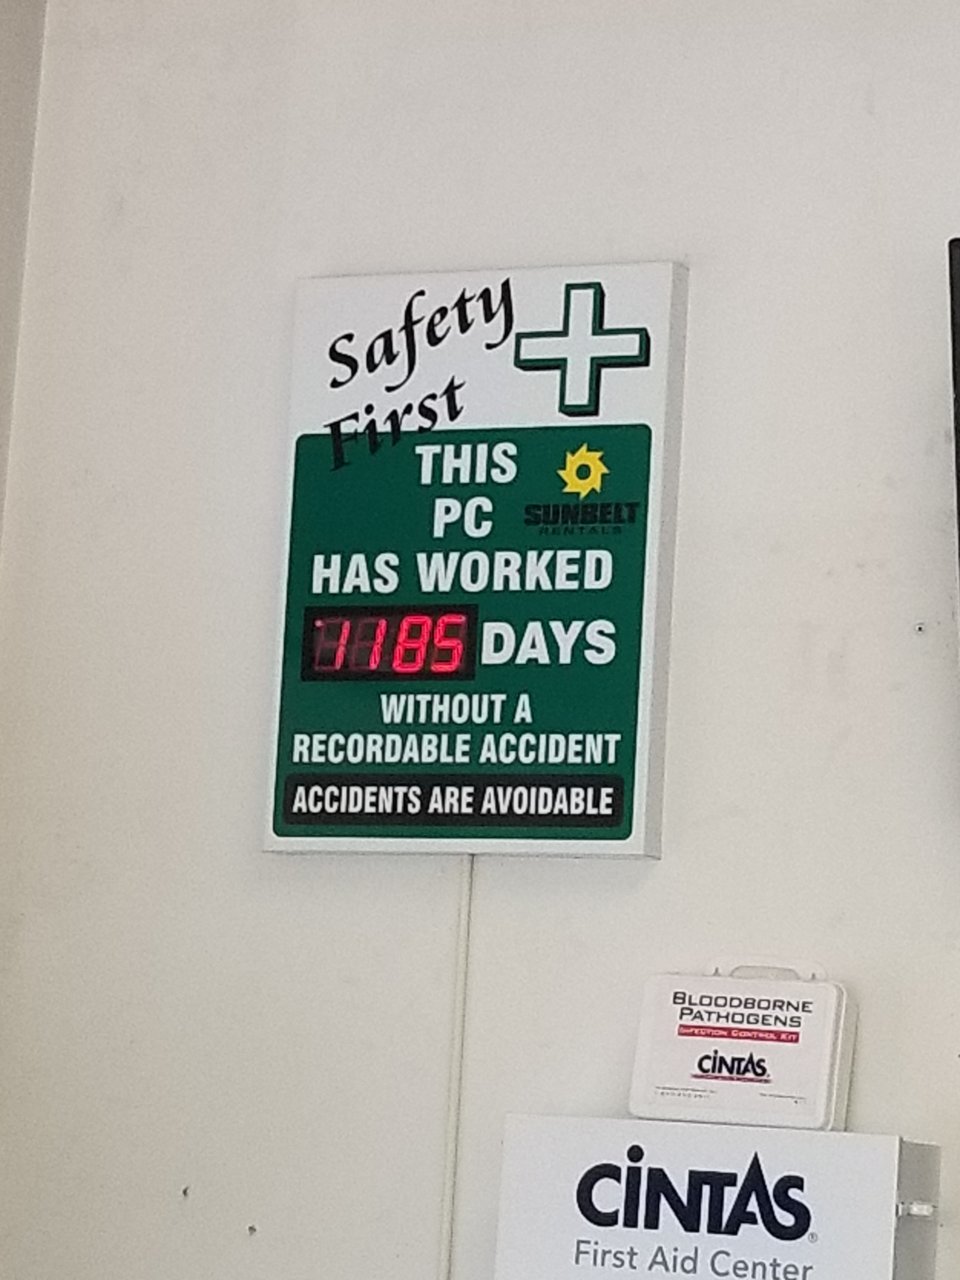 Safety
First
THIS
PC
SUNBELT
RENTALS
HAS WORKED
1185 DAYS
WITHOUT A
RECORDABLE ACCIDENT
ACCIDENTS ARE AVOIDABLE
BLOODBORNE
PATHOGENS
INFECTION CONTROL KIT
CINTAS
CINTAS®
First Aid Center